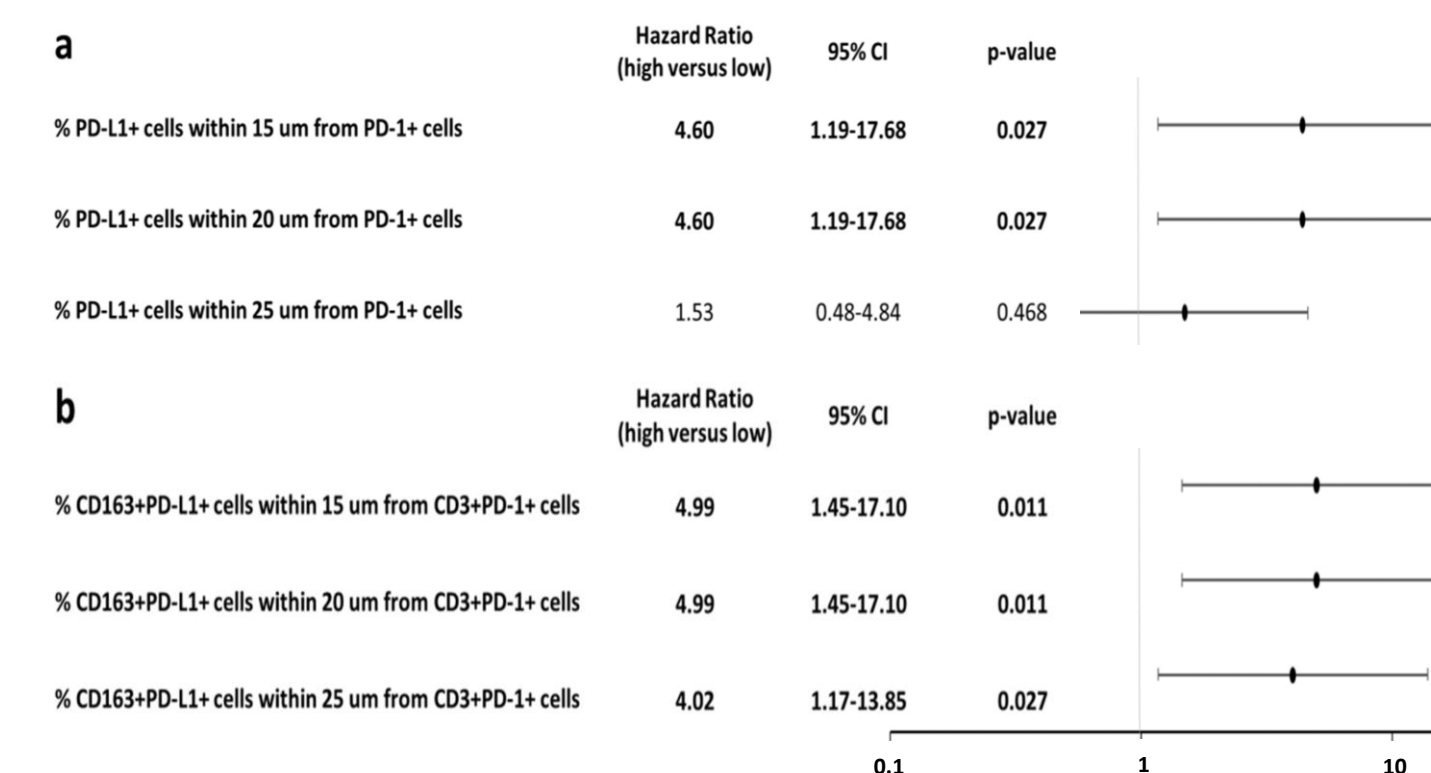 a
Hazard Ratio
(high versus low)
95% CI
p-value
% PD-L1+ cells within 15 um from PD-1+ cells 4.60 1.19-17.68 0.027
% PD-L1+ cells within 20 um from PD-1+ cells 4.60 1.19-17.68 0.027
% PD-L1+ cells within 25 um from PD-1+ cells 1.53 0.48-4.84 0.468
b
Hazard Ratio
(high versus low)
95% CI
p-value
% CD163+PD-L1+ cells within 15 um from CD3+PD-1+ cells 4.99 1.45-17.10 0.011
% CD163+PD-L1+ cells within 20 um from CD3+PD-1+ cells 4.99 1.45-17.10 0.011
% CD163+PD-L1+ cells within 25 um from CD3+PD-1+ cells 4.02 1.17-13.85 0.027
0.1 1 10